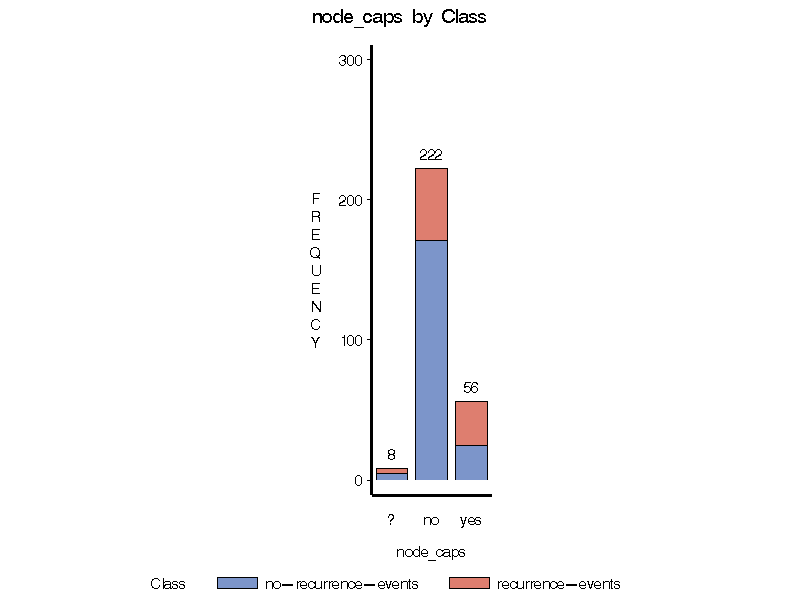 node_caps by Class
300
222
FREQUENCY
200
100
56
8
0
? no yes
node_caps
Class no-recurrence-events recurrence-events